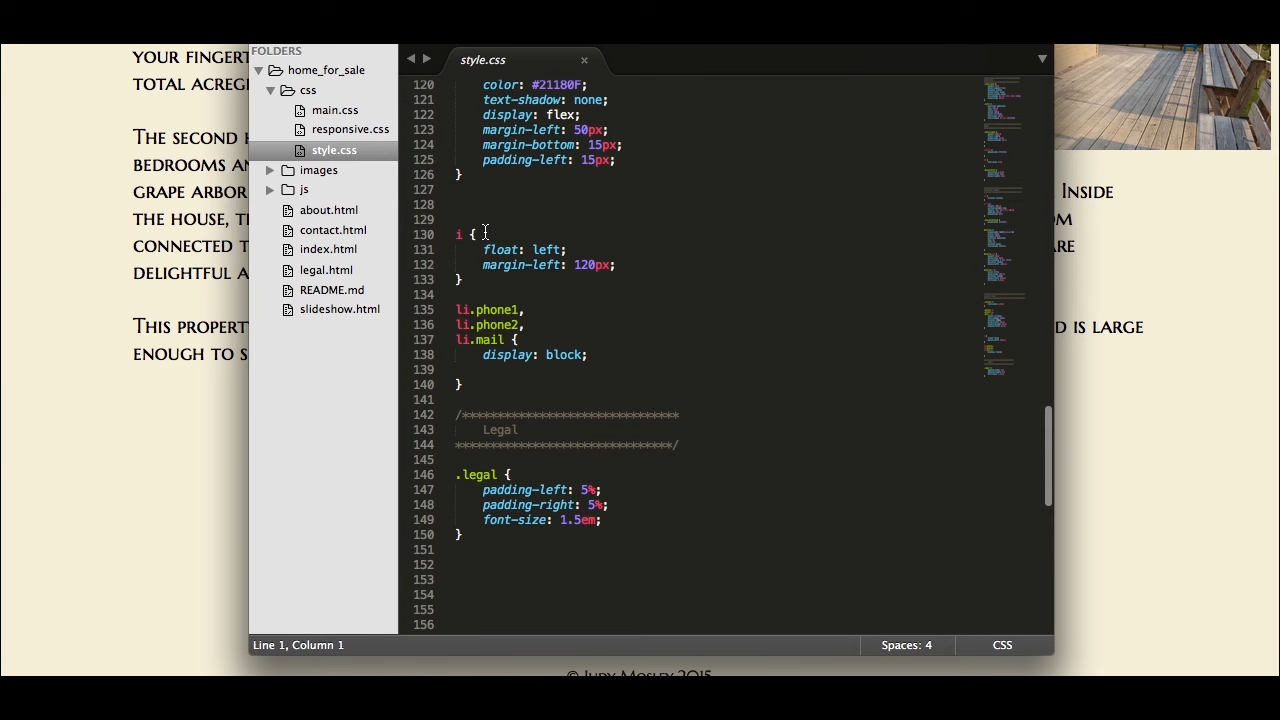 YOUR FINGERT
TOTAL ACREG
THE SECOND
BEDROOMS AN
GRAPE ARBOR
THE HOUSE, T
CONNECTED T
DELIGHTFUL A
THIS PROPERT
ENOUGH TO S
FOLDERS
home_for_sale
css
main.css
responsive.css
style.css
images
js
about.html
contact.html
index.html
legal.html
README.md
slideshow.html
style.css
120 color: #21180F;
121 text-shadow: none;
122 display: flex;
123 margin-left: 50px;
124 margin-bottom: 15px;
125 padding-left: 15px;
126 }
127
128
129
130 i {
131 float: left;
132 margin-left: 120px;
133 }
134
135 li.phone1,
136 li.phone2,
137 li.mail {
138 display: block;
139
140 }
141
142 /*******************************
143 Legal
144 *******************************/
145
146 .legal {
147 padding-left: 5%;
148 padding-right: 5%;
149 font-size: 1.5em;
150 }
151
152
153
154
155
156
Line 1, Column 1
Spaces: 4
CSS
INSIDE
OM
ARE
D IS LARGE
© JUDY MOSLEY 2015